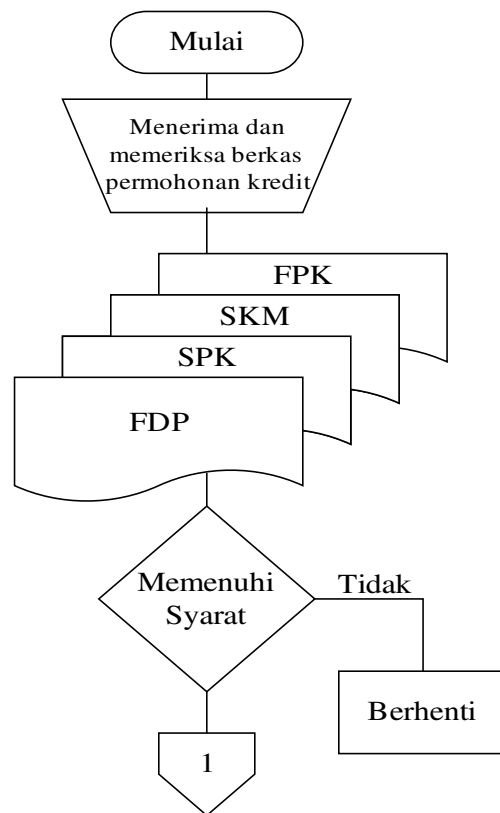 Mulai
Menerima dan
memeriksa berkas
permohonan kredit
FPK
SKM
SPK
FDP
Memenuhi
Syarat
Tidak
Berhenti
1